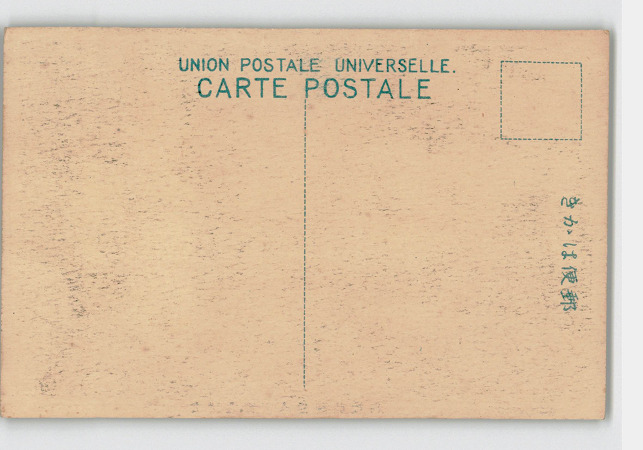 UNION POSTALE UNIVERSELLE.
CARTE POSTALE
きかは便郵